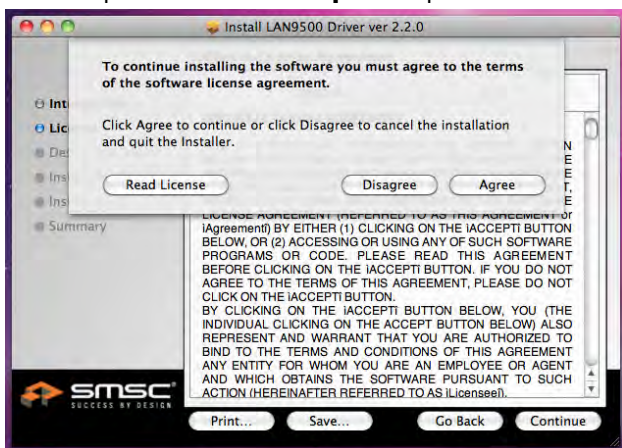 Install LAN9500 Driver ver 2.2.0
To continue installing the software you must agree to the terms
of the software license agreement.
Click Agree to continue or click Disagree to cancel the installation
and quit the Installer.
Read License
Disagree
Agree
Int
Lic
Des
Ins
Ins
Summary
N
E
E
T,
E
LICENSE AGREEMENT (REFERRED TO AS THIS AGREEMENT or
ìAgreementî) BY EITHER (1) CLICKING ON THE ìACCEPTî BUTTON
BELOW, OR (2) ACCESSING OR USING ANY OF SUCH SOFTWARE
PROGRAMS OR CODE. PLEASE READ THIS AGREEMENT
BEFORE CLICKING ON THE ìACCEPTî BUTTON. IF YOU DO NOT
AGREE TO THE TERMS OF THIS AGREEMENT, PLEASE DO NOT
CLICK ON THE ìACCEPTî BUTTON.
BY CLICKING ON THE ìACCEPTî BUTTON BELOW, YOU (THE
INDIVIDUAL CLICKING ON THE ACCEPT BUTTON BELOW) ALSO
REPRESENT AND WARRANT THAT YOU ARE AUTHORIZED TO
BIND TO THE TERMS AND CONDITIONS OF THIS AGREEMENT
ANY ENTITY FOR WHOM YOU ARE AN EMPLOYEE OR AGENT
AND WHICH OBTAINS THE SOFTWARE PURSUANT TO SUCH
ACTION (HEREINAFTER REFERRED TO AS ìLicenseeî).
smsc
SUCCESS BY DESIGN
Print...
Save...
Go Back
Continue